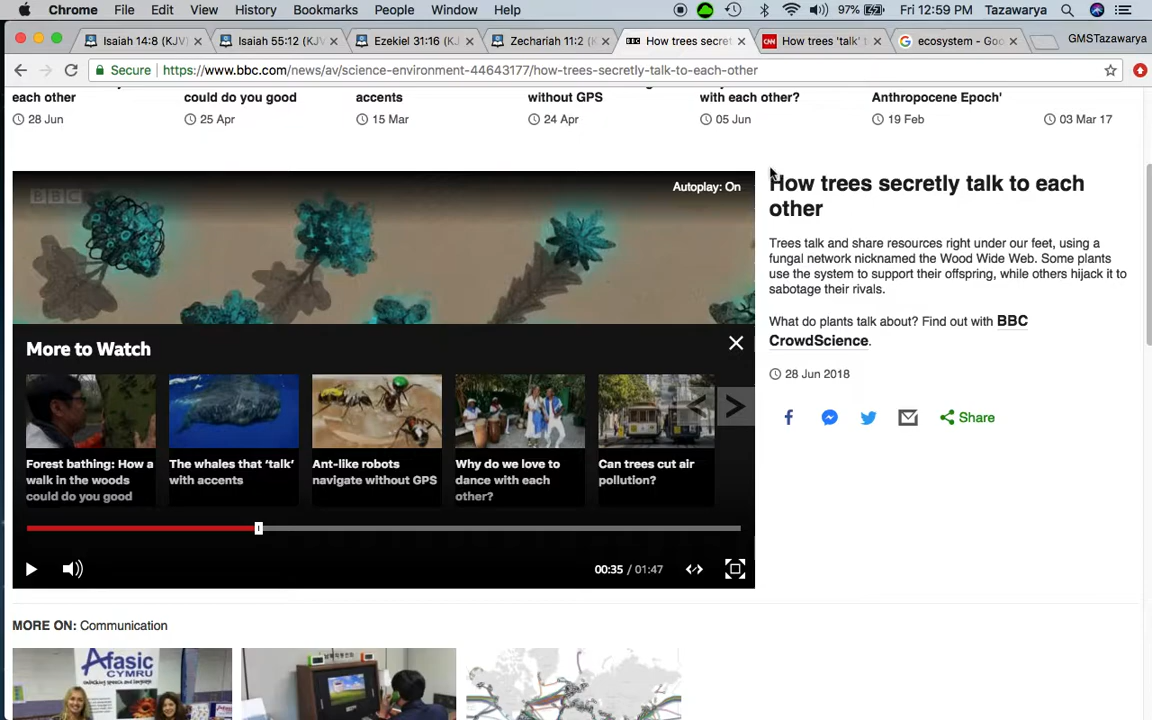 Chrome File Edit View History Bookmarks People Window Help 97% Fri 12:59 PM Tazawarya
Isaiah 14:8 (KJV) Isaiah 55:12 (KJV Ezekiel 31:16 (KJ Zechariah 11:2 ( BBC How trees secret CNN How trees 'talk' t ecosystem - Goo GMSTazawarya
Secure https://www.bbc.com/news/av/science-environment-44643177/how-trees-secretly-talk-to-each-other
each other could do you good accents without GPS with each other? Anthropocene Epoch'
28 Jun 25 Apr 15 Mar 24 Apr 05 Jun 19 Feb 03 Mar 17
BBC
Autoplay: On
How trees secretly talk to each
other
Trees talk and share resources right under our feet, using a
fungal network nicknamed the Wood Wide Web. Some plants
use the system to support their offspring, while others hijack it to
sabotage their rivals.
What do plants talk about? Find out with BBC
CrowdScience.
28 Jun 2018
Share
More to Watch
Forest bathing: How a
walk in the woods
could do you good
The whales that 'talk'
with accents
Ant-like robots
navigate without GPS
Why do we love to
dance with each
other?
Can trees cut air
pollution?
00:35 / 01:47
MORE ON: Communication
Afasic
CYMRU